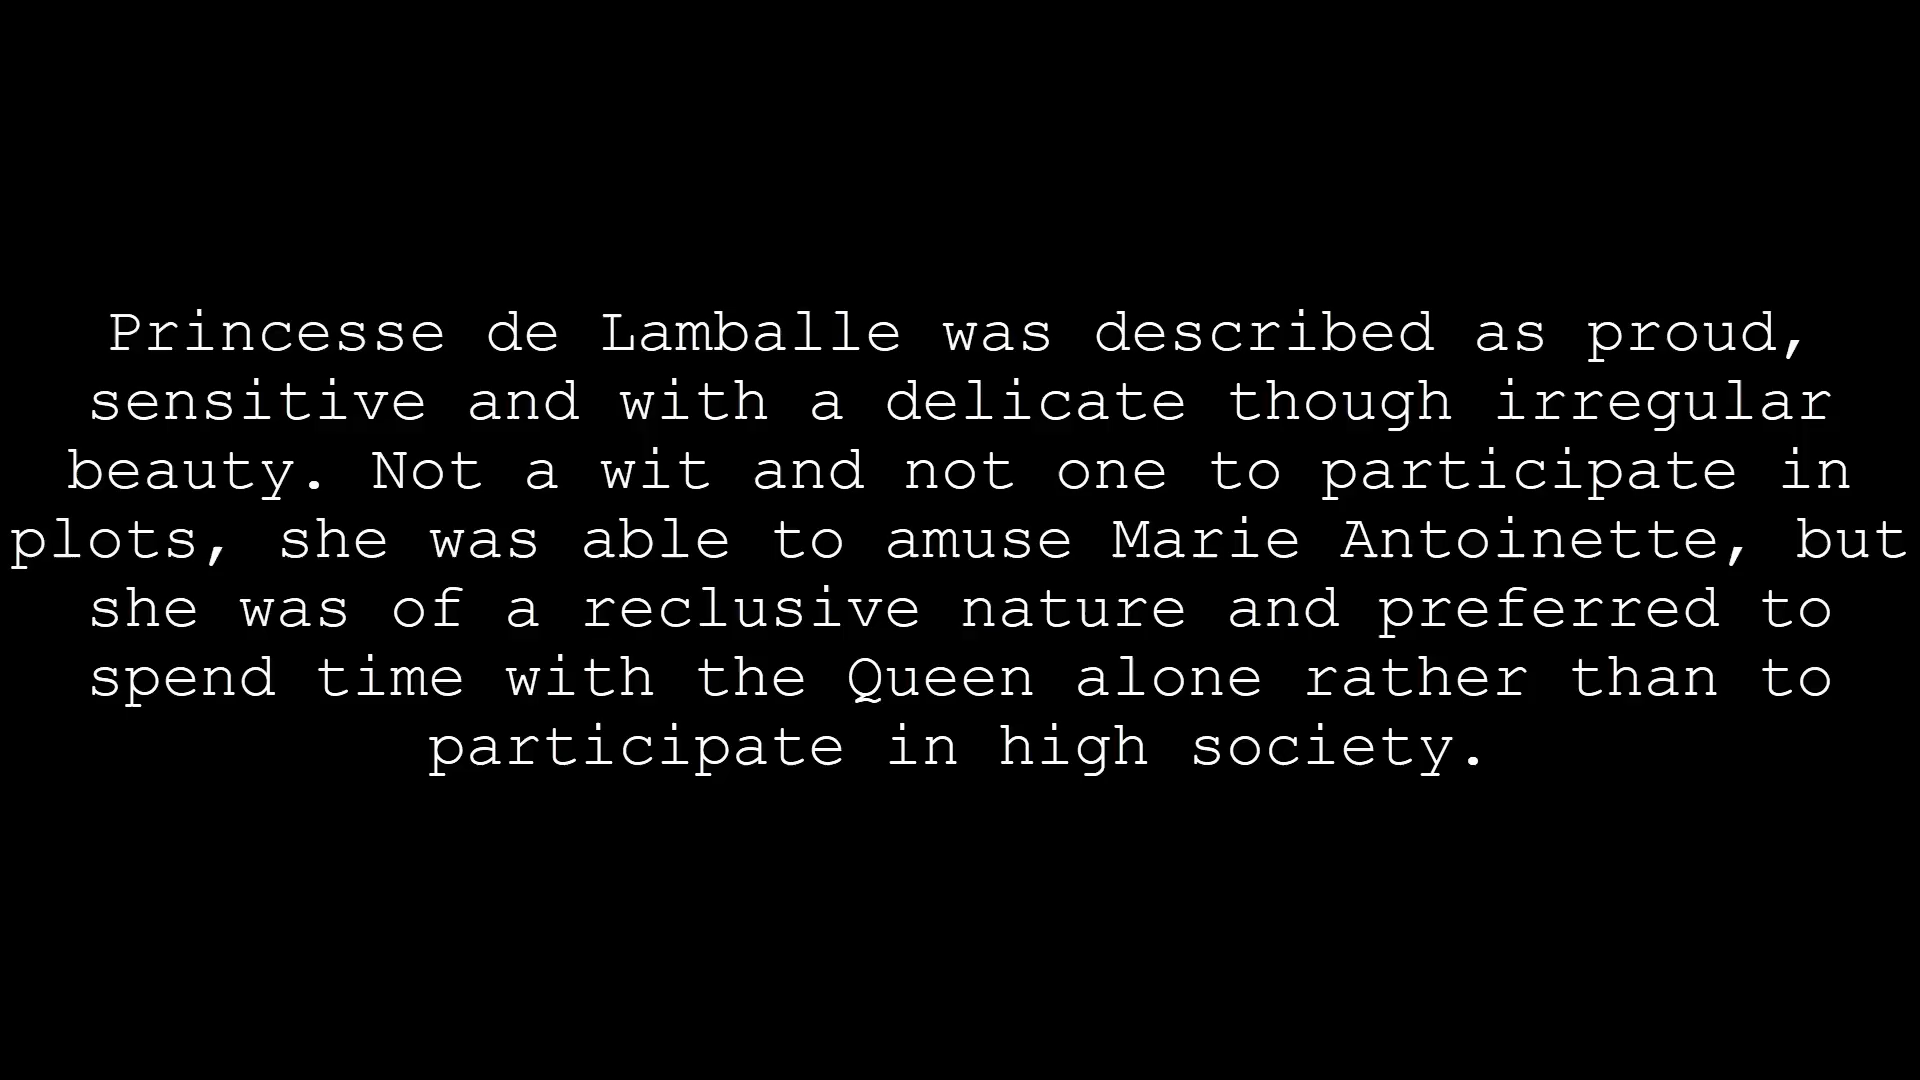 Princesse de Lamballe was described as proud,
sensitive and with a delicate though irregular
beauty. Not a wit and not one to participate in
plots, she was able to amuse Marie Antoinette, but
she was of a reclusive nature and preferred to
spend time with the Queen alone rather than to
participate in high society.